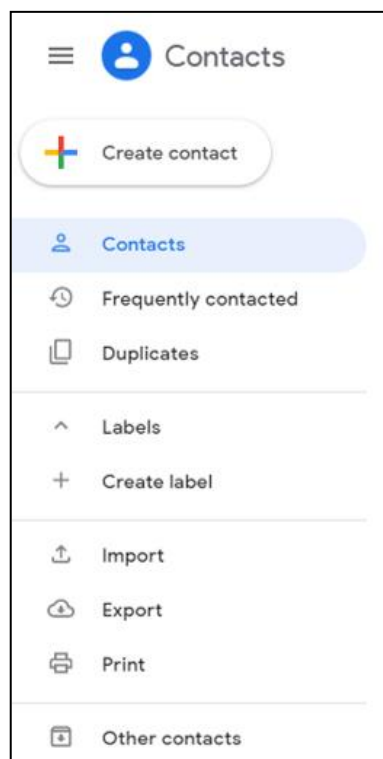 Contacts
Create contact
Contacts
Frequently contacted
Duplicates
Labels
Create label
Import
Export
Print
Other contacts